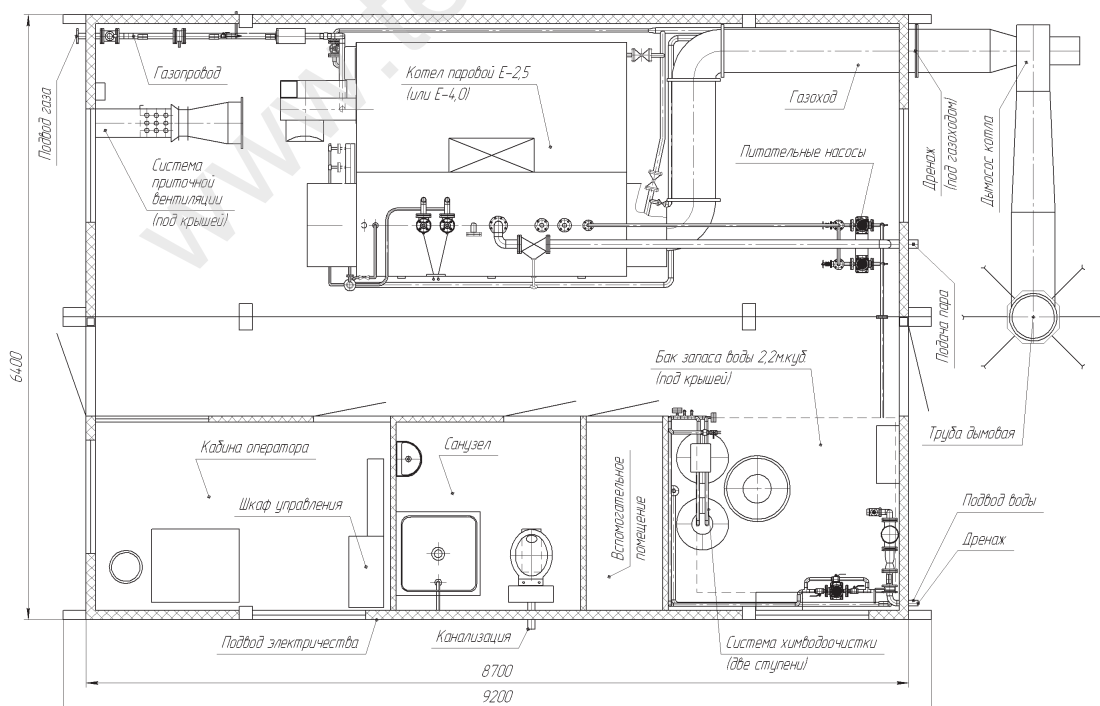 www.te
Газопровод
Подвод газа
Система
приточной
вентиляции
(под крышей)
Котел паровой Е-2,5
(или Е-4,0)
Газоход
Питательные насосы
Дренаж
(под газоходом)
Дымосос котла
Подача пара
6400
Бак запаса воды 2,2м.куб.
(под крышей)
Труба дымовая
Кабина оператора
Шкаф управления
Санузел
Вспомогательное
помещение
Подвод воды
Дренаж
Подвод электричества
Канализация
Система химводоочистки
(две ступени)
8700
9200